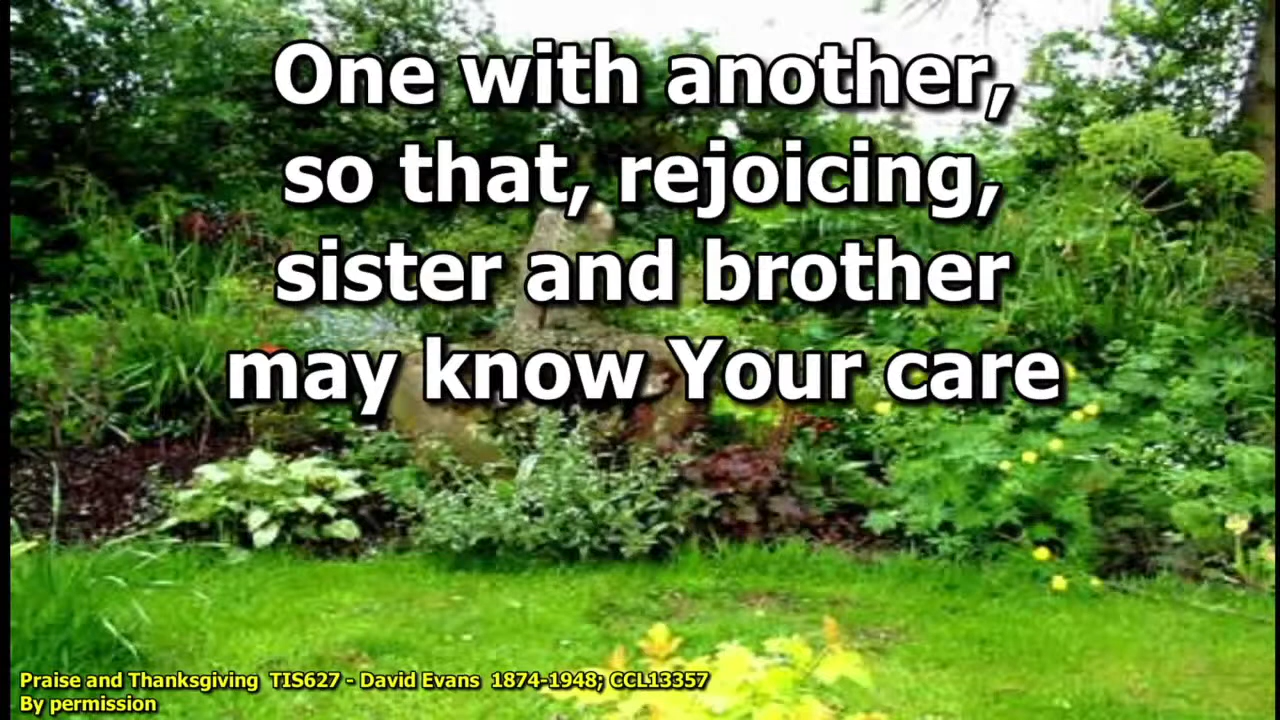 One with another,
so that, rejoicing,
sister and brother
may know Your care
Praise and Thanksgiving TIS627 - David Evans 1874-1948; CCL13357
By permission